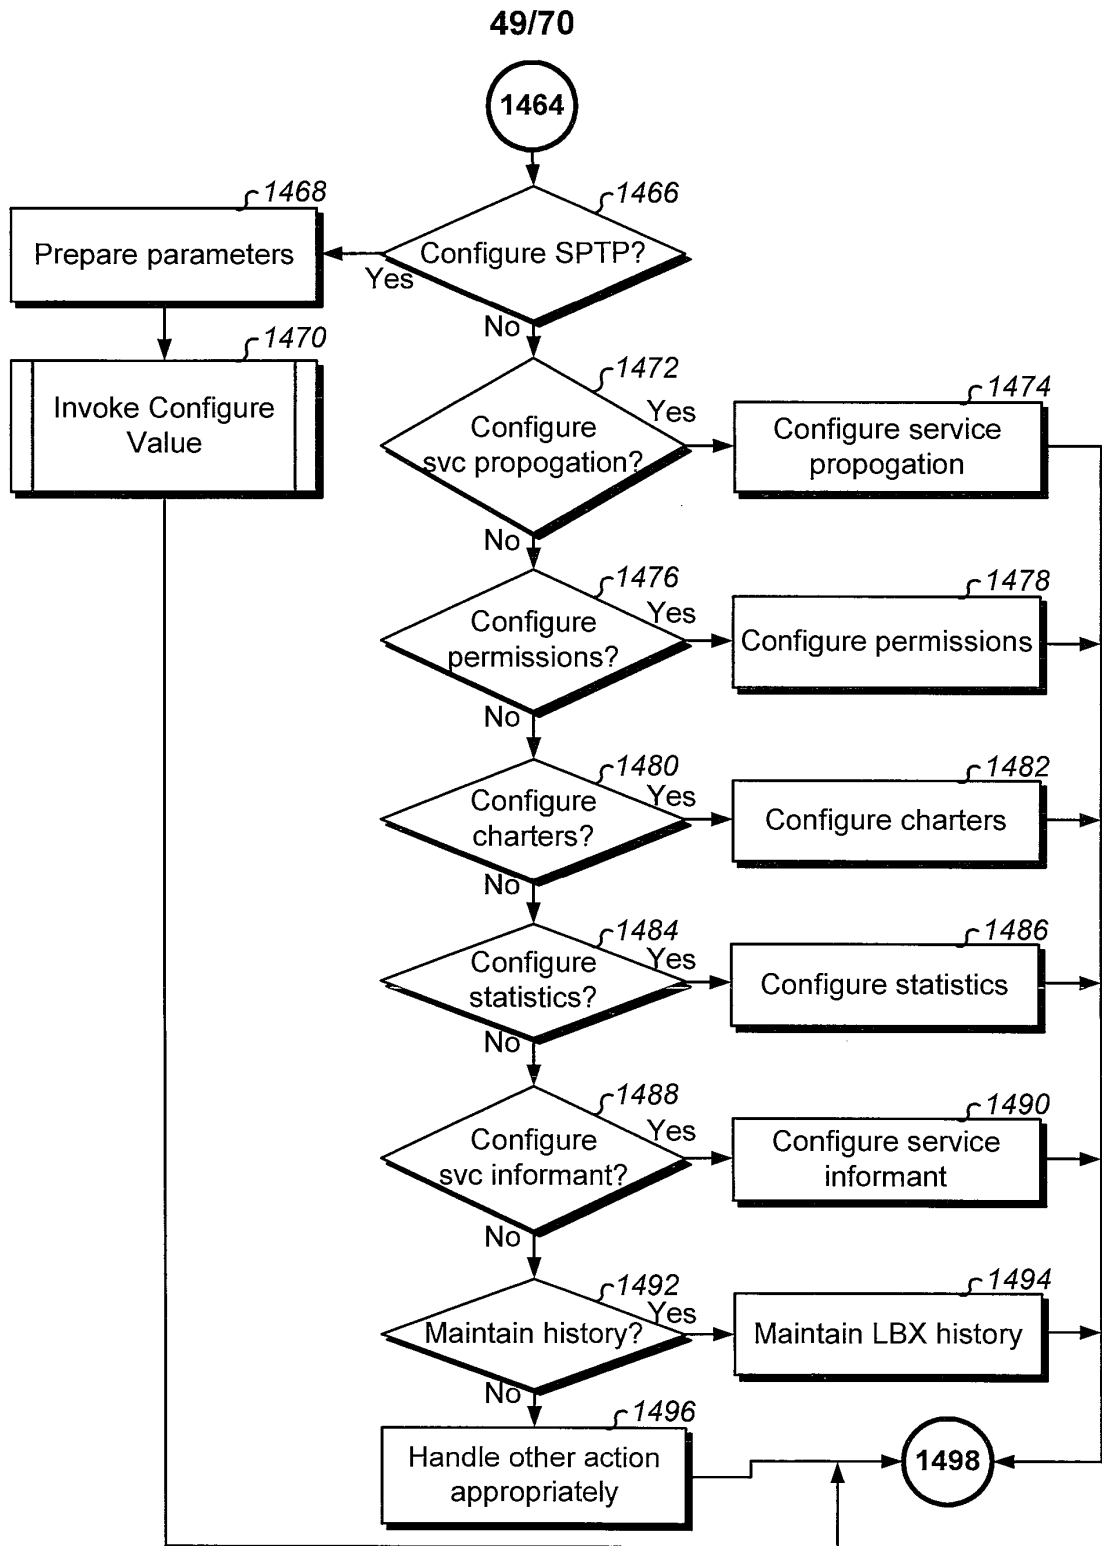 49/70
1464
1466
Configure SPTP?
Yes
No
1468
Prepare parameters
1470
Invoke Configure
Value
1472
Configure
svc propogation?
Yes
No
1474
Configure service
propogation
1476
Configure
permissions?
Yes
No
1478
Configure permissions
1480
Configure
charters?
Yes
No
1482
Configure charters
1484
Configure
statistics?
Yes
No
1486
Configure statistics
1488
Configure
svc informant?
Yes
No
1490
Configure service
informant
1492
Maintain history?
Yes
No
1494
Maintain LBX history
1496
Handle other action
appropriately
1498